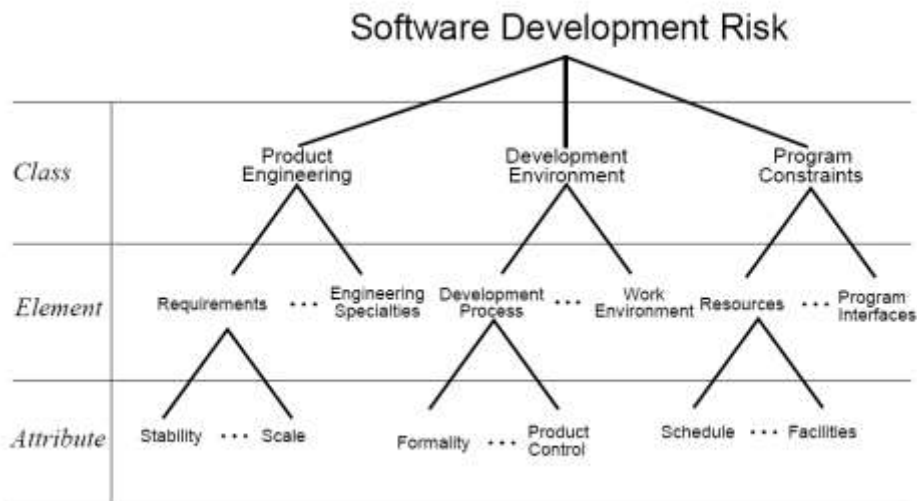 Software Development Risk
Class
Product
Engineering
Development
Environment
Program
Constraints
Element
Requirements
...
Engineering
Specialties
Development
Process
...
Work
Environment
Resources
...
Program
Interfaces
Attribute
Stability
...
Scale
Formality
...
Product
Control
Schedule
...
Facilities